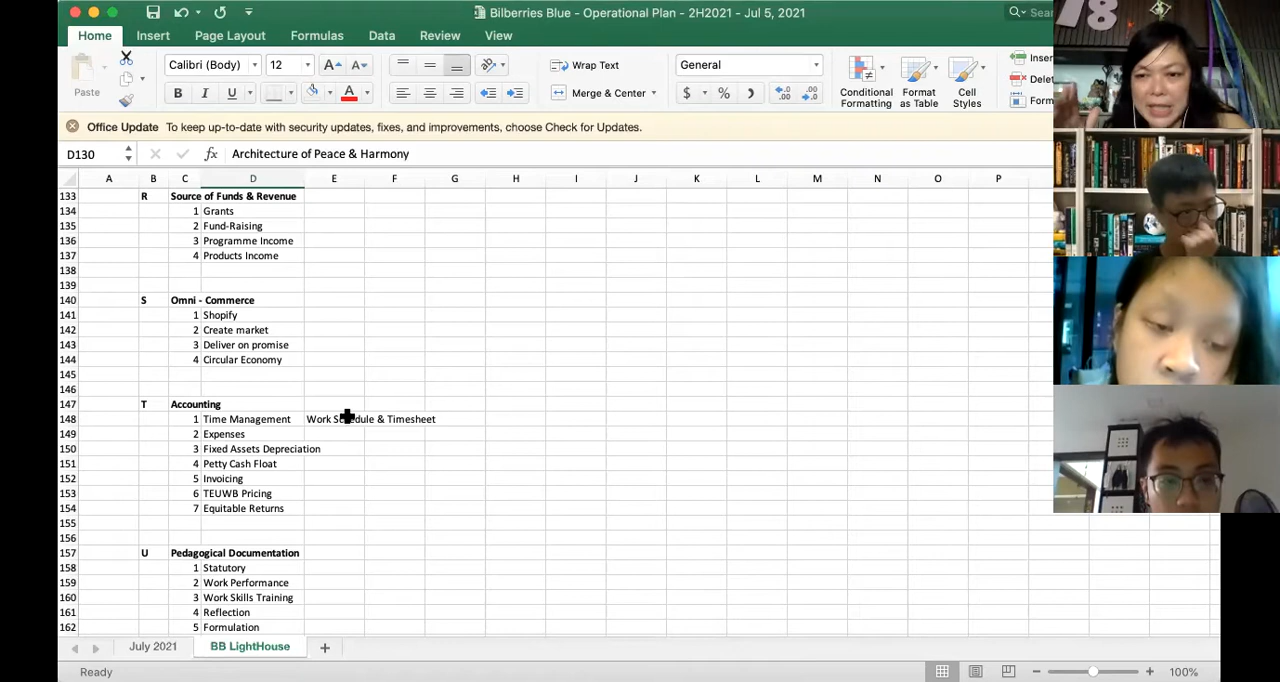 Bilberries Blue - Operational Plan - 2H2021 - Jul 5, 2021
Home Insert Page Layout Formulas Data Review View
Paste
Calibri (Body) 12
Wrap Text
Merge & Center
General
Conditional Formatting
Format as Table
Cell Styles
Office Update To keep up-to-date with security updates, fixes, and improvements, choose Check for Updates.
D130 fx Architecture of Peace & Harmony
A B C D E F G H I J K L M N O P
133 R Source of Funds & Revenue
134 1 Grants
135 2 Fund-Raising
136 3 Programme Income
137 4 Products Income
138
139
140 S Omni - Commerce
141 1 Shopify
142 2 Create market
143 3 Deliver on promise
144 4 Circular Economy
145
146
147 T Accounting
148 1 Time Management Work Schedule & Timesheet
149 2 Expenses
150 3 Fixed Assets Depreciation
151 4 Petty Cash Float
152 5 Invoicing
153 6 TEUWB Pricing
154 7 Equitable Returns
155
156
157 U Pedagogical Documentation
158 1 Statutory
159 2 Work Performance
160 3 Work Skills Training
161 4 Reflection
162 5 Formulation
July 2021 BB LightHouse
Ready 100%
78